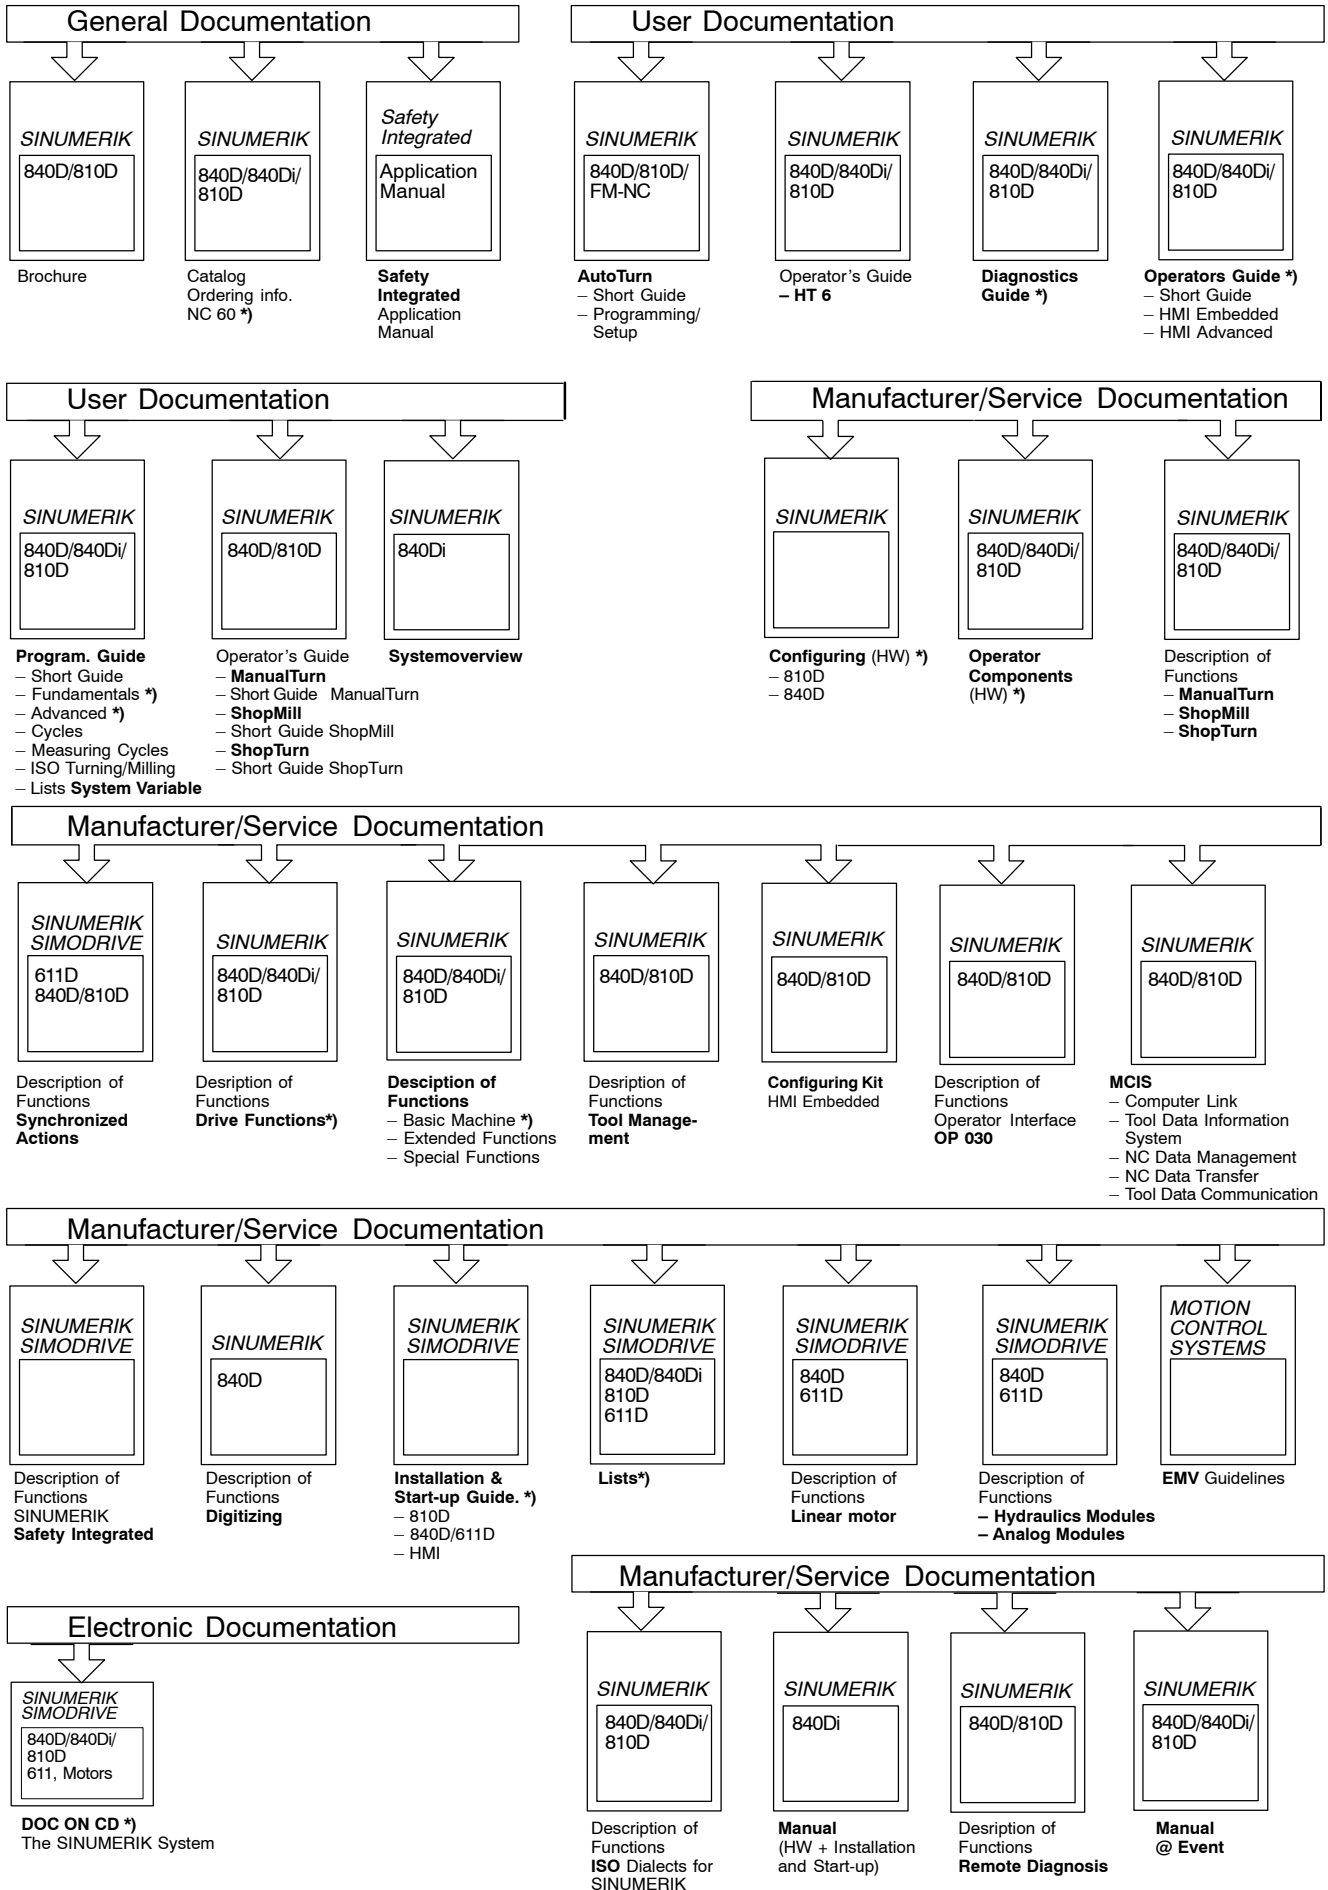 General Documentation
SINUMERIK
840D/810D
Brochure
SINUMERIK
840D/840Di/
810D
Catalog
Ordering info.
NC 60 *)
Safety
Integrated
Application
Manual
Safety
Integrated
Application
Manual
User Documentation
SINUMERIK
840D/810D/
FM-NC
AutoTurn
– Short Guide
– Programming/
Setup
SINUMERIK
840D/840Di/
810D
Operator's Guide
– HT 6
SINUMERIK
840D/840Di/
810D
Diagnostics
Guide *)
SINUMERIK
840D/840Di/
810D
Operators Guide *)
– Short Guide
– HMI Embedded
– HMI Advanced
User Documentation
SINUMERIK
840D/840Di/
810D
Program. Guide
– Short Guide
– Fundamentals *)
– Advanced *)
– Cycles
– Measuring Cycles
– ISO Turning/Milling
– Lists System Variable
SINUMERIK
840D/810D
Operator's Guide
– ManualTurn
– Short Guide ManualTurn
– ShopMill
– Short Guide ShopMill
– ShopTurn
– Short Guide ShopTurn
SINUMERIK
840Di
Systemoverview
Manufacturer/Service Documentation
SINUMERIK
Configuring (HW) *)
– 810D
– 840D
SINUMERIK
840D/840Di/
810D
Operator
Components
(HW) *)
SINUMERIK
840D/840Di/
810D
Description of
Functions
– ManualTurn
– ShopMill
– ShopTurn
Manufacturer/Service Documentation
SINUMERIK
SIMODRIVE
611D
840D/810D
Description of
Functions
Synchronized
Actions
SINUMERIK
840D/840Di/
810D
Desription of
Functions
Drive Functions*)
SINUMERIK
840D/840Di/
810D
Desciption of
Functions
– Basic Machine *)
– Extended Functions
– Special Functions
SINUMERIK
840D/810D
Desription of
Functions
Tool Manage-
ment
SINUMERIK
840D/810D
Configuring Kit
HMI Embedded
SINUMERIK
840D/810D
Description of
Functions
Operator Interface
OP 030
SINUMERIK
840D/810D
MCIS
– Computer Link
– Tool Data Information
System
– NC Data Management
– NC Data Transfer
– Tool Data Communication
Manufacturer/Service Documentation
SINUMERIK
SIMODRIVE
Description of
Functions
SINUMERIK
Safety Integrated
SINUMERIK
840D
Description of
Functions
Digitizing
SINUMERIK
SIMODRIVE
Installation &
Start-up Guide. *)
– 810D
– 840D/611D
– HMI
SINUMERIK
SIMODRIVE
840D/840Di
810D
611D
Lists*)
SINUMERIK
SIMODRIVE
840D
611D
Description of
Functions
Linear motor
SINUMERIK
SIMODRIVE
840D
611D
Description of
Functions
– Hydraulics Modules
– Analog Modules
MOTION
CONTROL
SYSTEMS
EMV Guidelines
Electronic Documentation
SINUMERIK
SIMODRIVE
840D/840Di/
810D
611, Motors
DOC ON CD *)
The SINUMERIK System
Manufacturer/Service Documentation
SINUMERIK
840D/840Di/
810D
Description of
Functions
ISO Dialects for
SINUMERIK
SINUMERIK
840Di
Manual
(HW + Installation
and Start-up)
SINUMERIK
840D/810D
Desription of
Functions
Remote Diagnosis
SINUMERIK
840D/840Di/
810D
Manual
@ Event